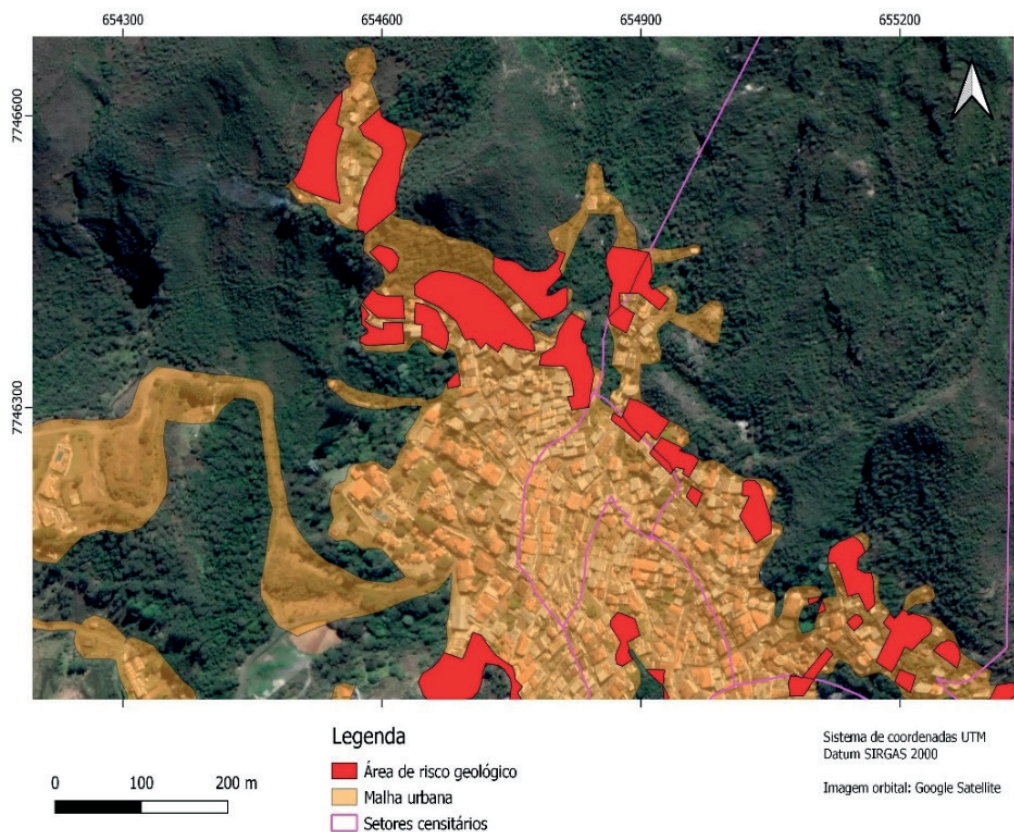 654300
654600
654900
655200
7746600
7746300
Legenda
Área de risco geológico
Malha urbana
Setores censitários
0
100
200 m
Sistema de coordenadas UTM
Datum SIRGAS 2000
Imagem orbital: Google Satellite